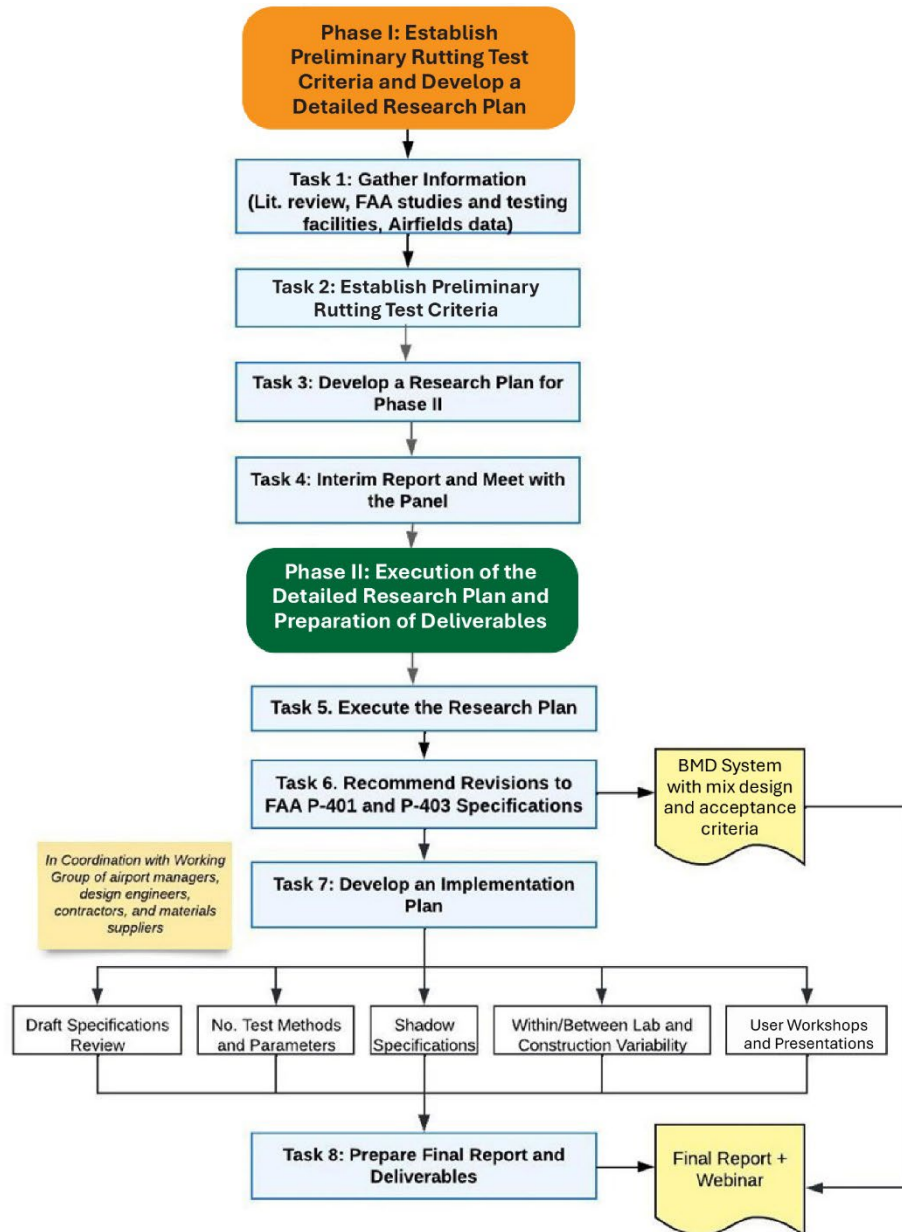 Phase I: Establish
Preliminary Rutting Test
Criteria and Develop a
Detailed Research Plan
Task 1: Gather Information
(Lit. review, FAA studies and testing
facilities, Airfields data)
Task 2: Establish Preliminary
Rutting Test Criteria
Task 3: Develop a Research Plan for
Phase II
Task 4: Interim Report and Meet with
the Panel
Phase II: Execution of the
Detailed Research Plan and
Preparation of Deliverables
Task 5. Execute the Research Plan
Task 6. Recommend Revisions to
FAA P-401 and P-403 Specifications
BMD System
with mix design
and acceptance
criteria
In Coordination with Working
Group of airport managers,
design engineers,
contractors, and materials
suppliers
Task 7: Develop an Implementation
Plan
Draft Specifications
Review
No. Test Methods
and Parameters
Shadow
Specifications
Within/Between Lab and
Construction Variability
User Workshops
and Presentations
Task 8: Prepare Final Report and
Deliverables
Final Report +
Webinar